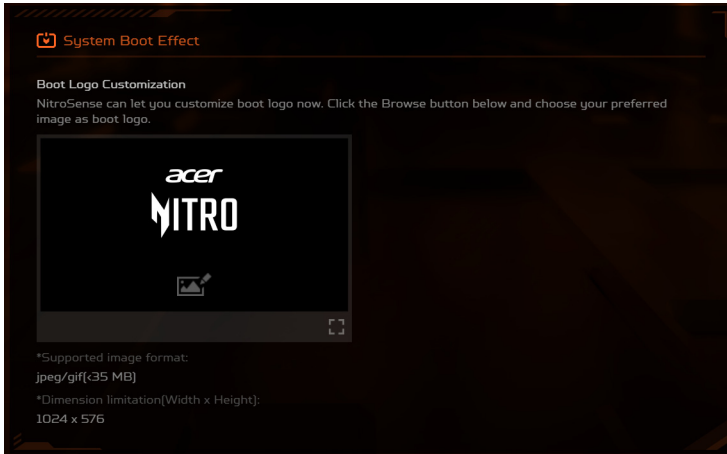 System Boot Effect
Boot Logo Customization
NitroSense can let you customize boot logo now. Click the Browse button below and choose your preferred
image as boot logo.
acer
NITRO
*Supported image format:
jpeg/gif(<35 MB)
*Dimension limitation(Width x Height):
1024 x 576